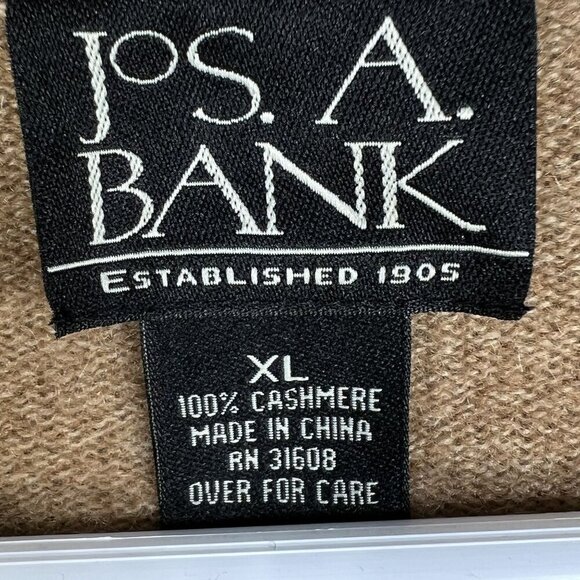 JOS. A.
BANK
ESTABLISHED 1905
XL
100% CASHMERE
MADE IN CHINA
RN 31608
OVER FOR CARE